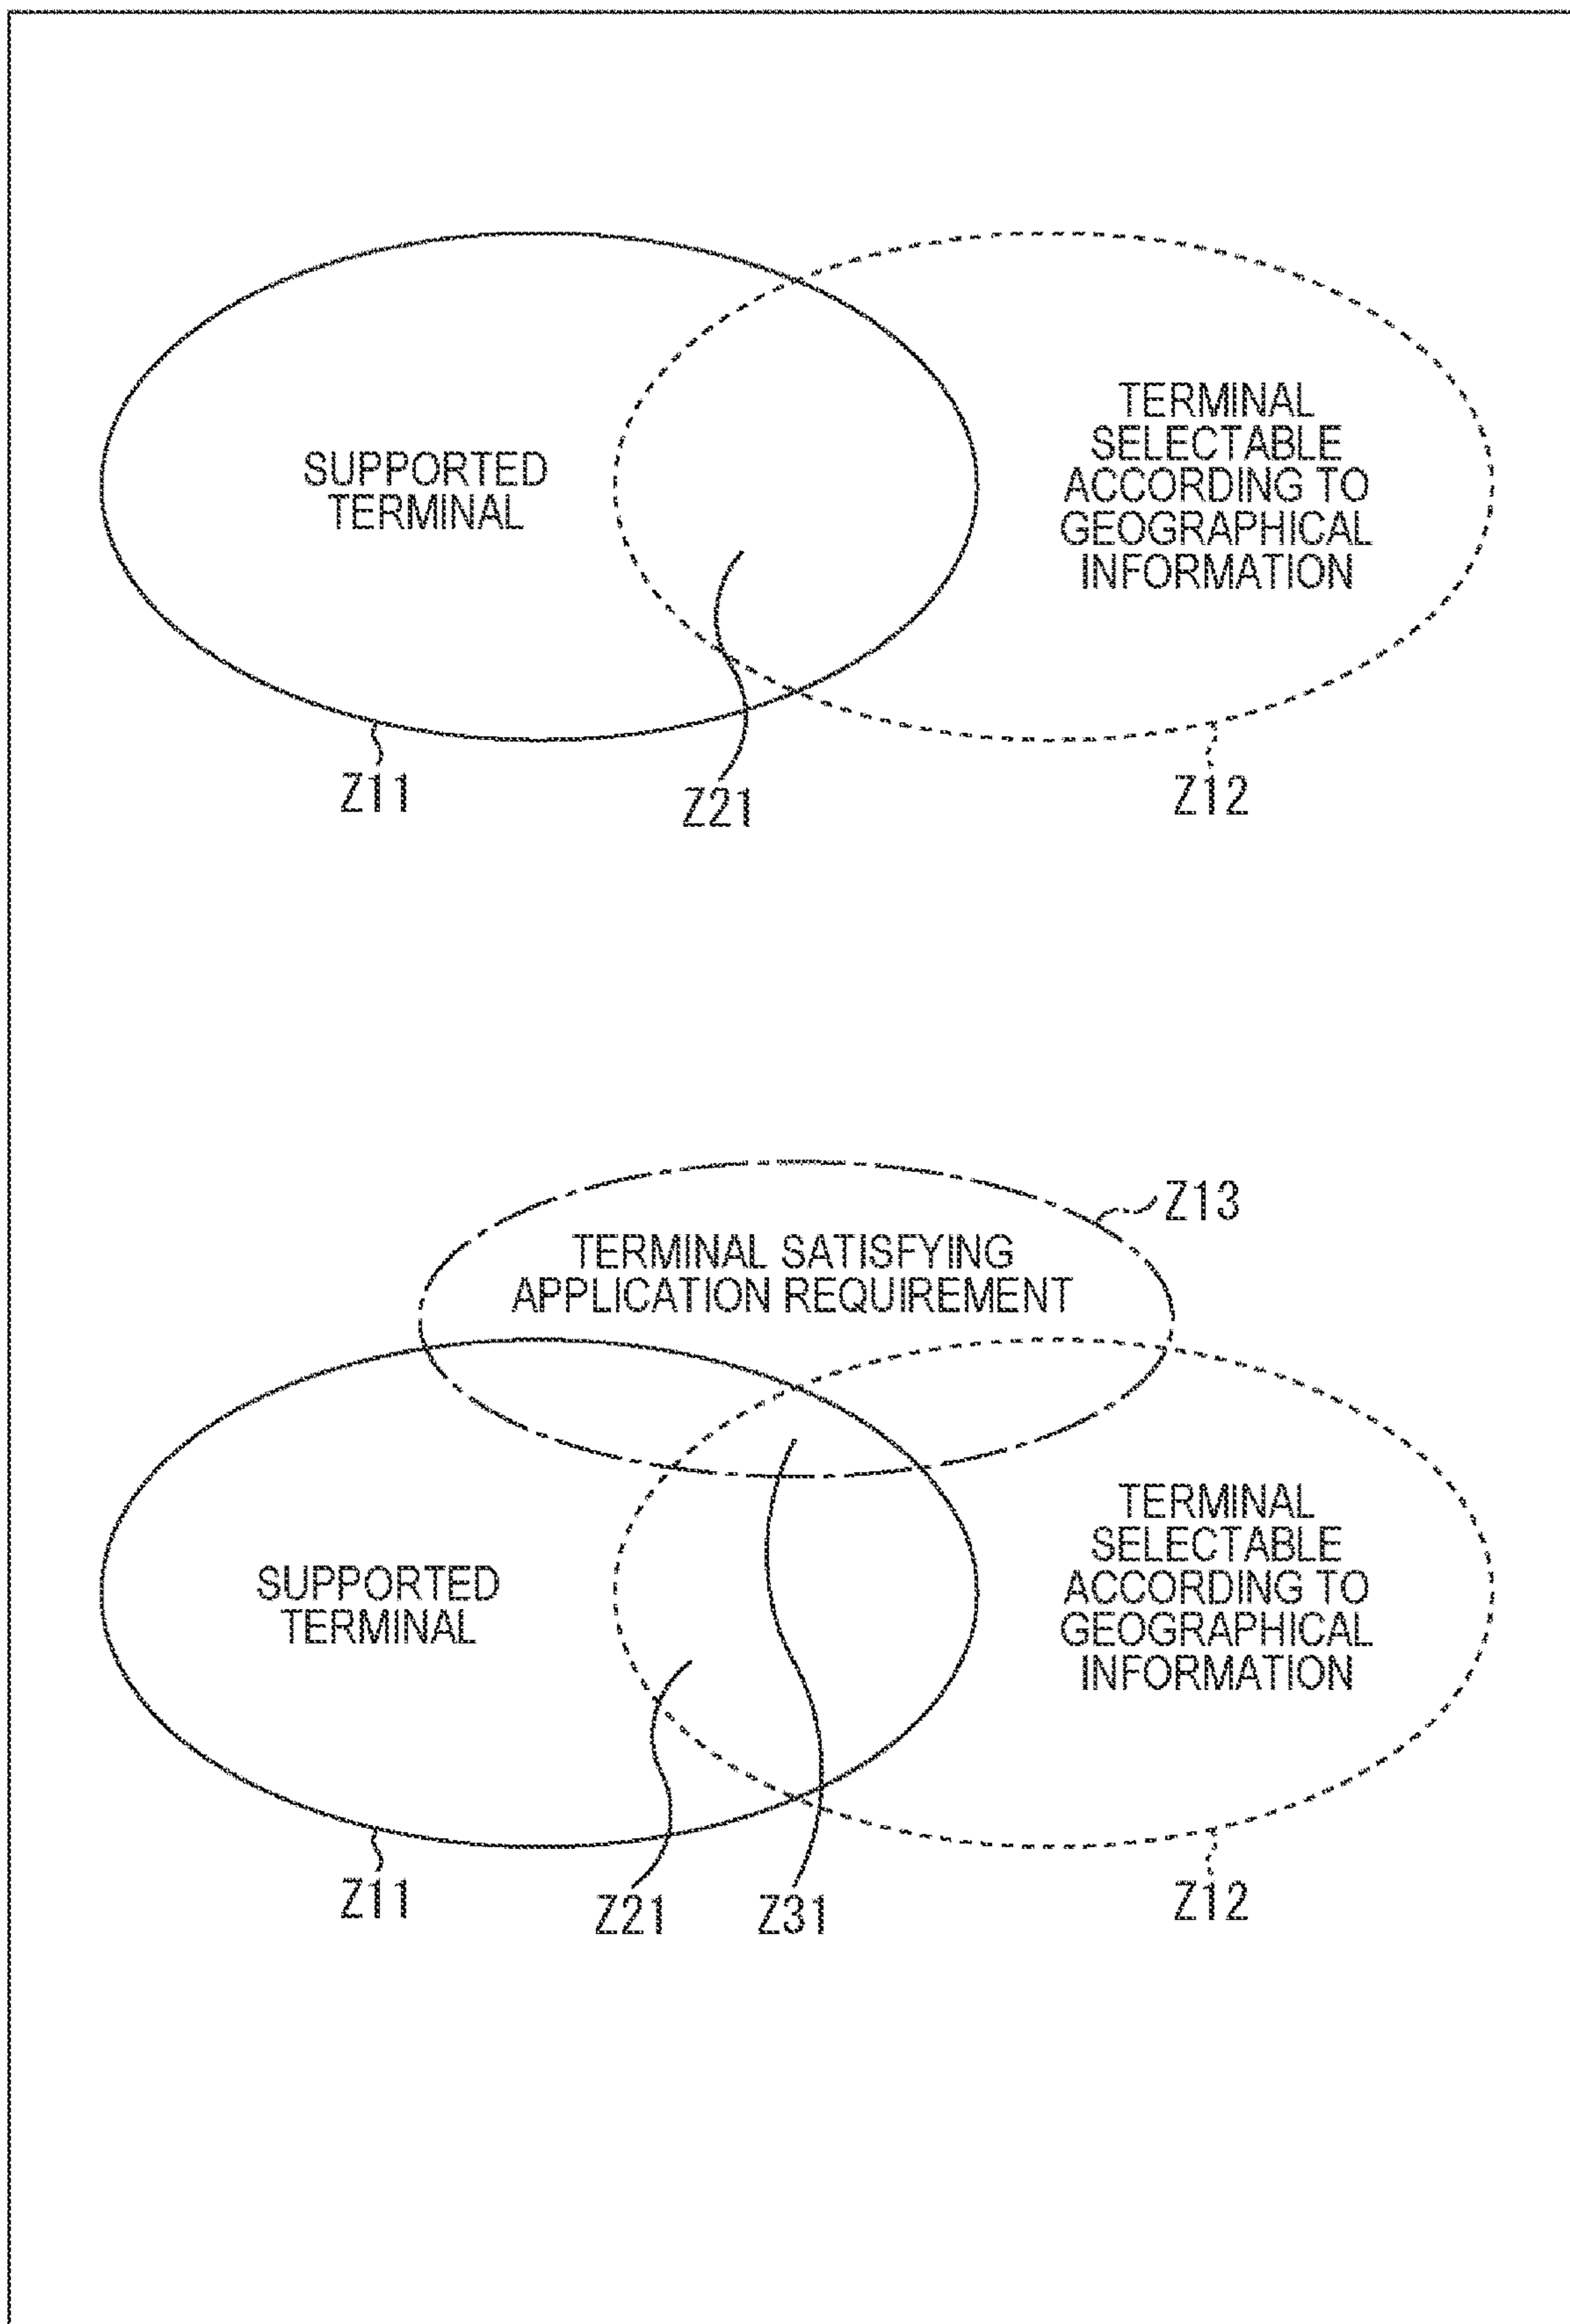 SUPPORTED
TERMINAL
TERMINAL
SELECTABLE
ACCORDING TO
GEOGRAPHICAL
INFORMATION
Z11
Z21
Z12
Z13
TERMINAL SATISFYING
APPLICATION REQUIREMENT
SUPPORTED
TERMINAL
TERMINAL
SELECTABLE
ACCORDING TO
GEOGRAPHICAL
INFORMATION
Z11
Z21
Z31
Z12